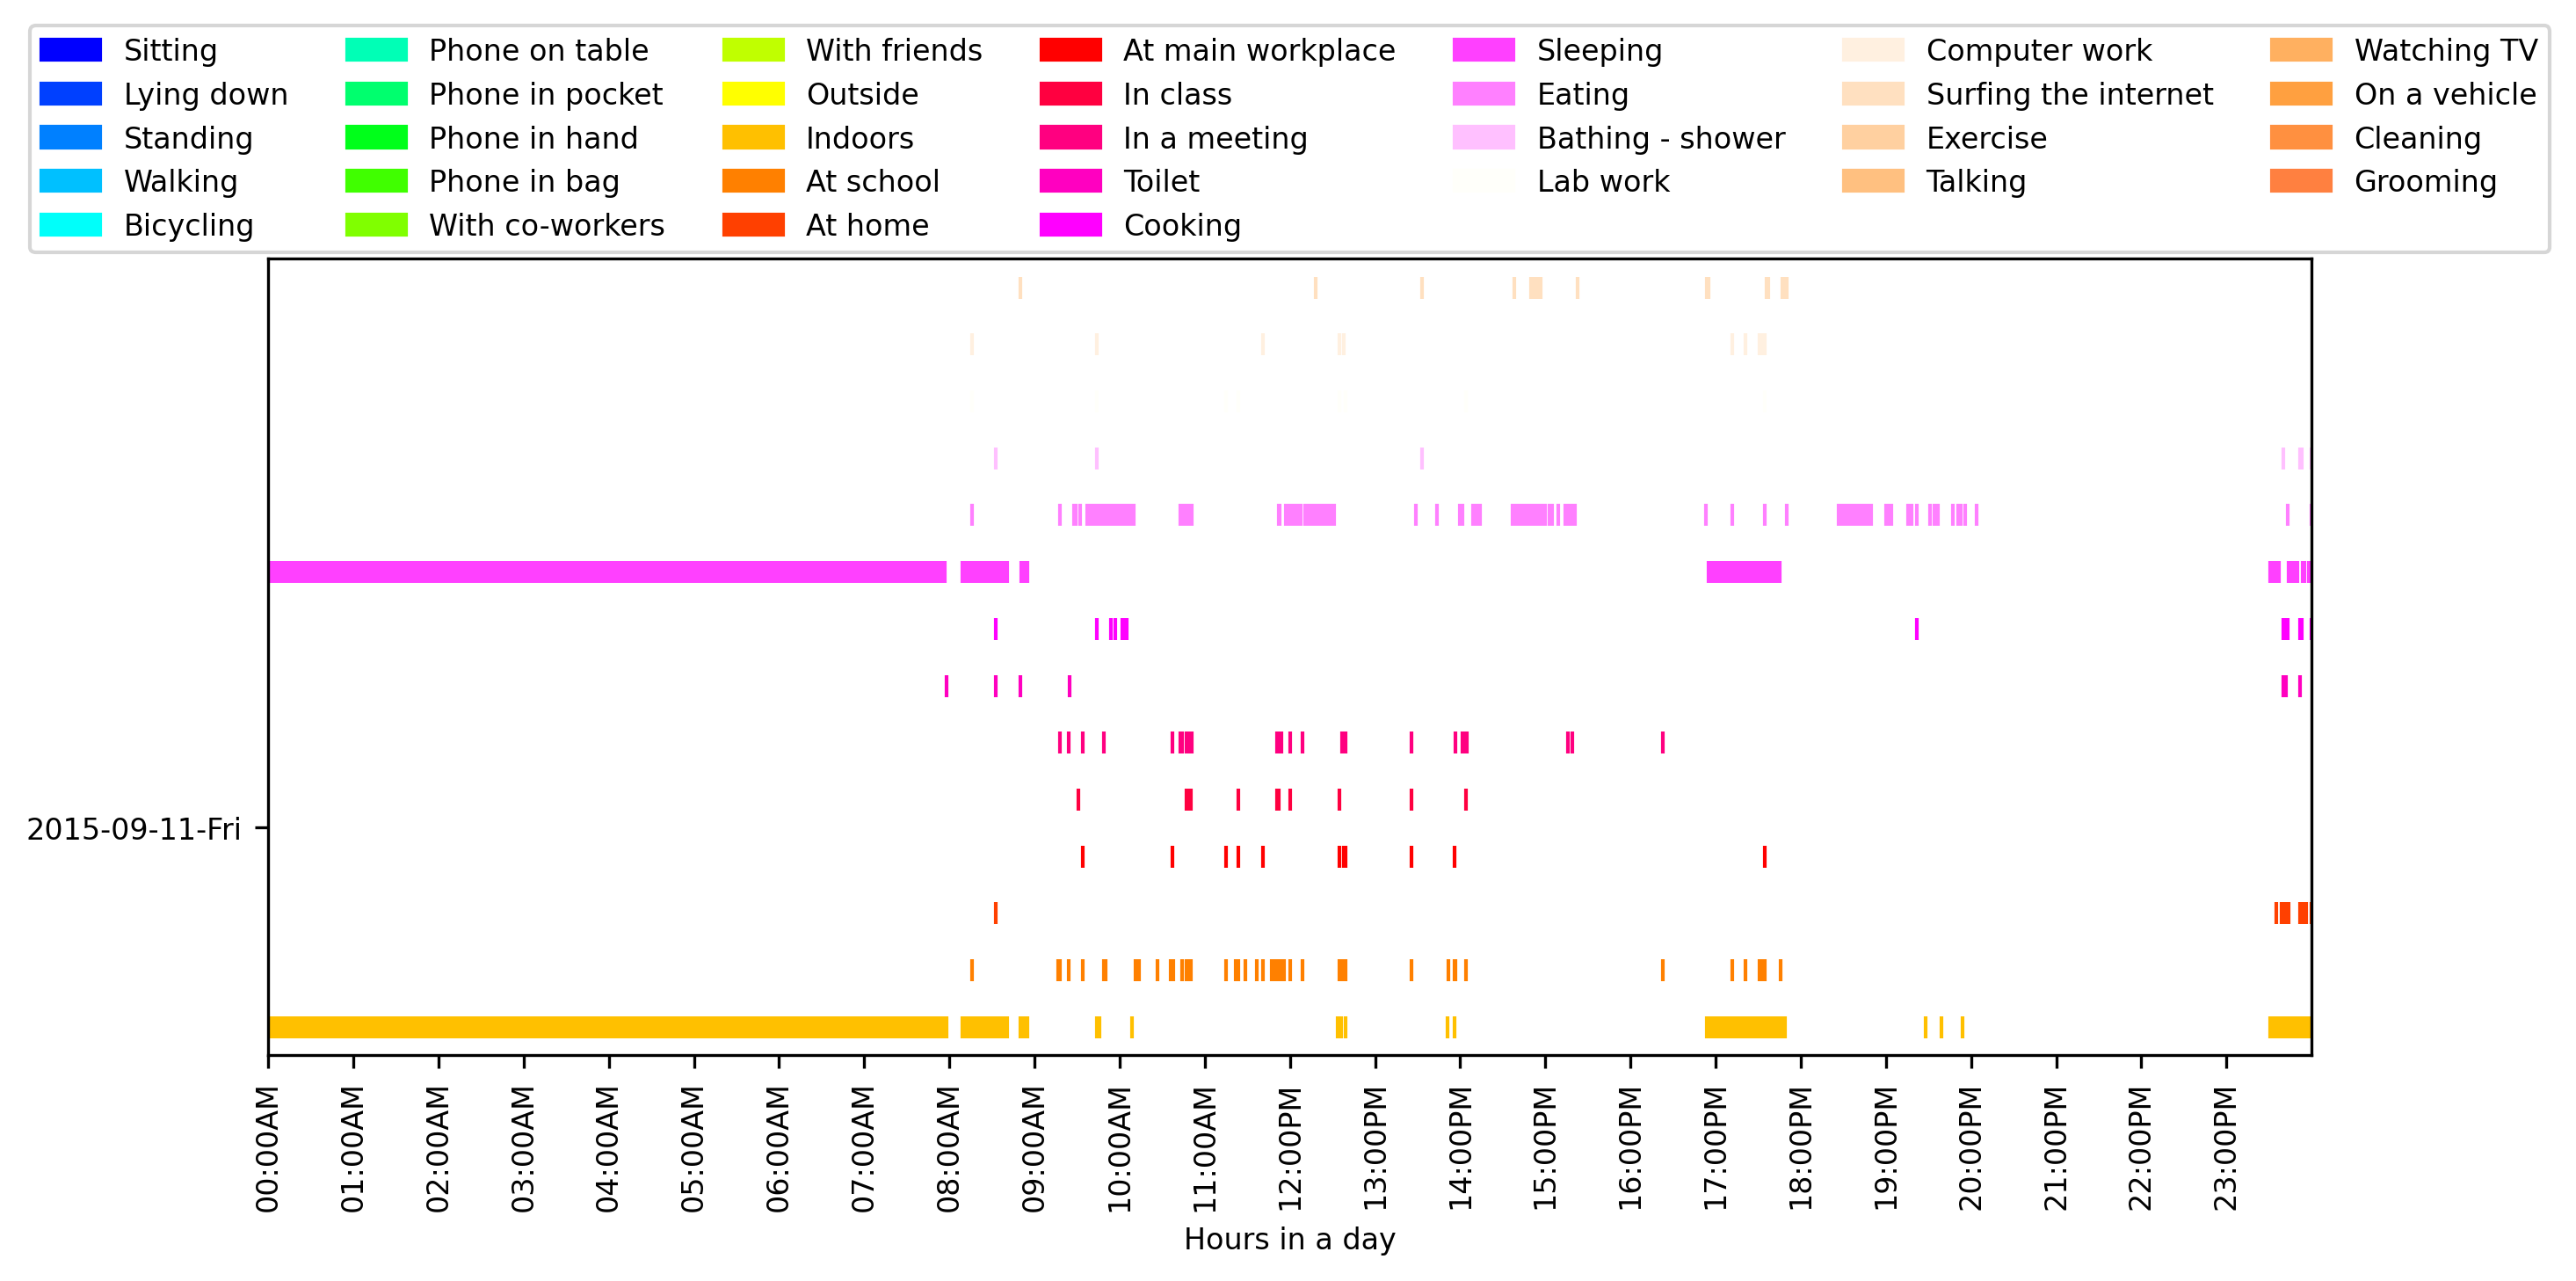 Sitting
Lying down
Standing
Walking
Bicycling
Phone on table
Phone in pocket
Phone in hand
Phone in bag
With co-workers
With friends
Outside
Indoors
At school
At home
At main workplace
In class
In a meeting
Toilet
Cooking
Sleeping
Eating
Bathing - shower
Lab work
Computer work
Surfing the internet
Exercise
Talking
Watching TV
On a vehicle
Cleaning
Grooming
2015-09-11-Fri
00:00AM
01:00AM
02:00AM
03:00AM
04:00AM
05:00AM
06:00AM
07:00AM
08:00AM
09:00AM
10:00AM
11:00AM
12:00PM
13:00PM
14:00PM
15:00PM
16:00PM
17:00PM
18:00PM
19:00PM
20:00PM
21:00PM
22:00PM
23:00PM
Hours in a day